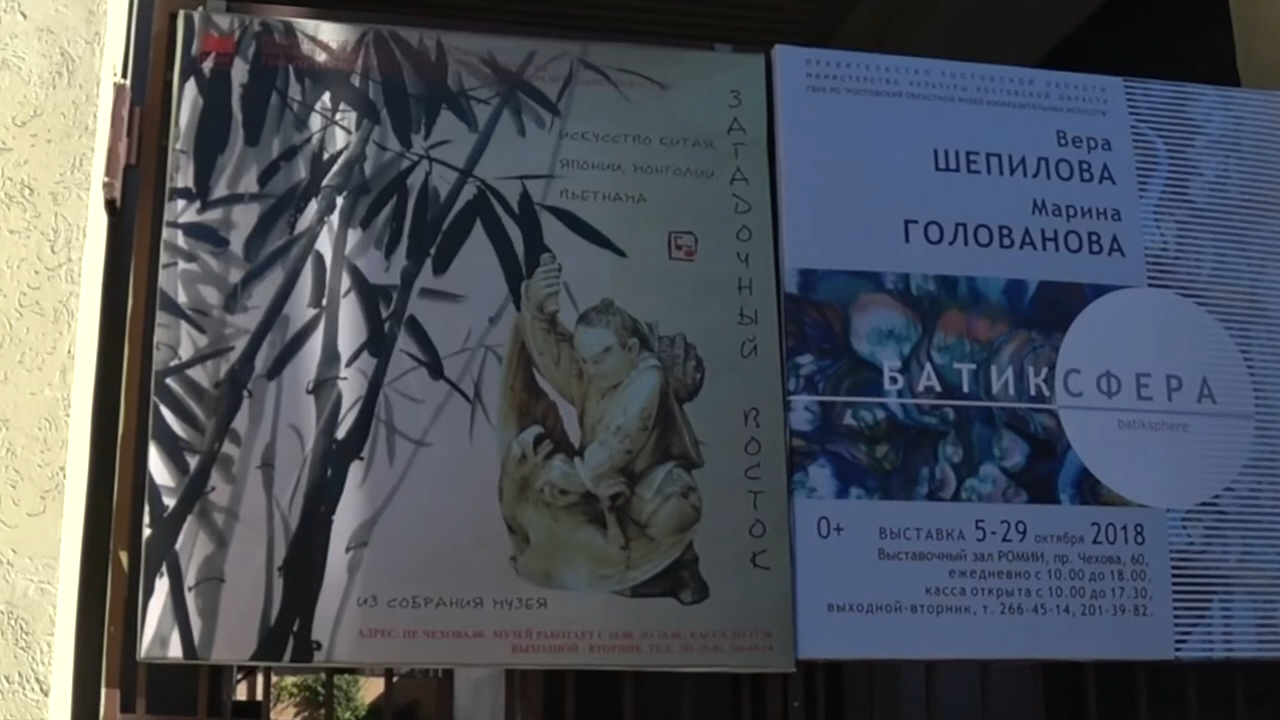 ИСКУССТВО КИТАЯ,
ЯПОНИИ, МОНГОЛИИ,
ВЬЕТНАМА
ЗАГАДОЧНЫЙ ВОСТОК
ИЗ СОБРАНИЯ МУЗЕЯ
АДРЕС: ПР. ЧЕХОВА,60. МУЗЕЙ РАБОТАЕТ С 10.00. ДО 18.00.; КАССА ДО 17.30.
ВЫХОДНОЙ - ВТОРНИК, ТЕЛ. 201-39-82; 266-45-14.
ПРАВИТЕЛЬСТВО РОСТОВСКОЙ ОБЛАСТИ
МИНИСТЕРСТВО КУЛЬТУРЫ РОСТОВСКОЙ ОБЛАСТИ
ГБУК РО "РОСТОВСКИЙ ОБЛАСТНОЙ МУЗЕЙ ИЗОБРАЗИТЕЛЬНЫХ ИСКУССТВ"
Вера
ШЕПИЛОВА
Марина
ГОЛОВАНОВА
БАТИКСФЕРА
batiksphere
0+ ВЫСТАВКА 5-29 октября 2018
Выставочный зал РОМИИ, пр. Чехова, 60,
ежедневно с 10.00 до 18.00,
касса открыта с 10.00 до 17.30,
выходной-вторник, т. 266-45-14, 201-39-82.